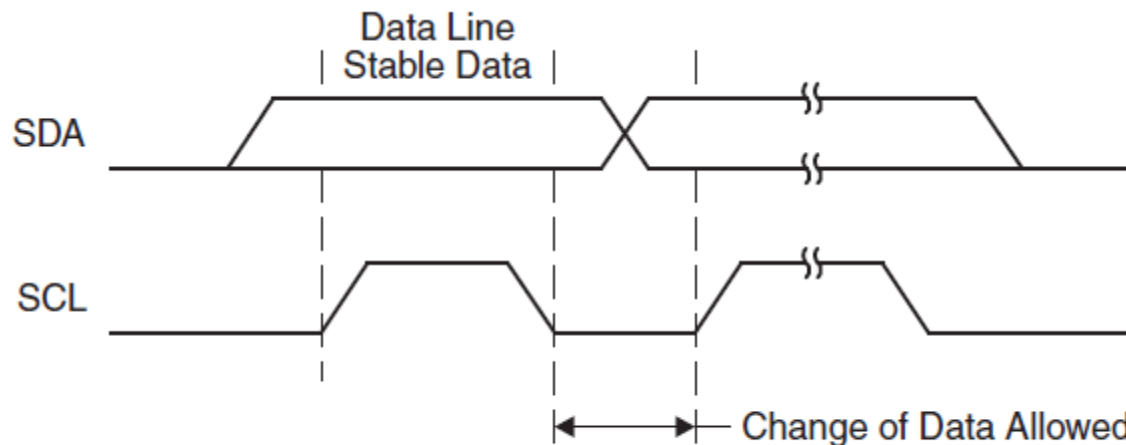 Data Line
Stable Data
SDA
SCL
Change of Data Allowed